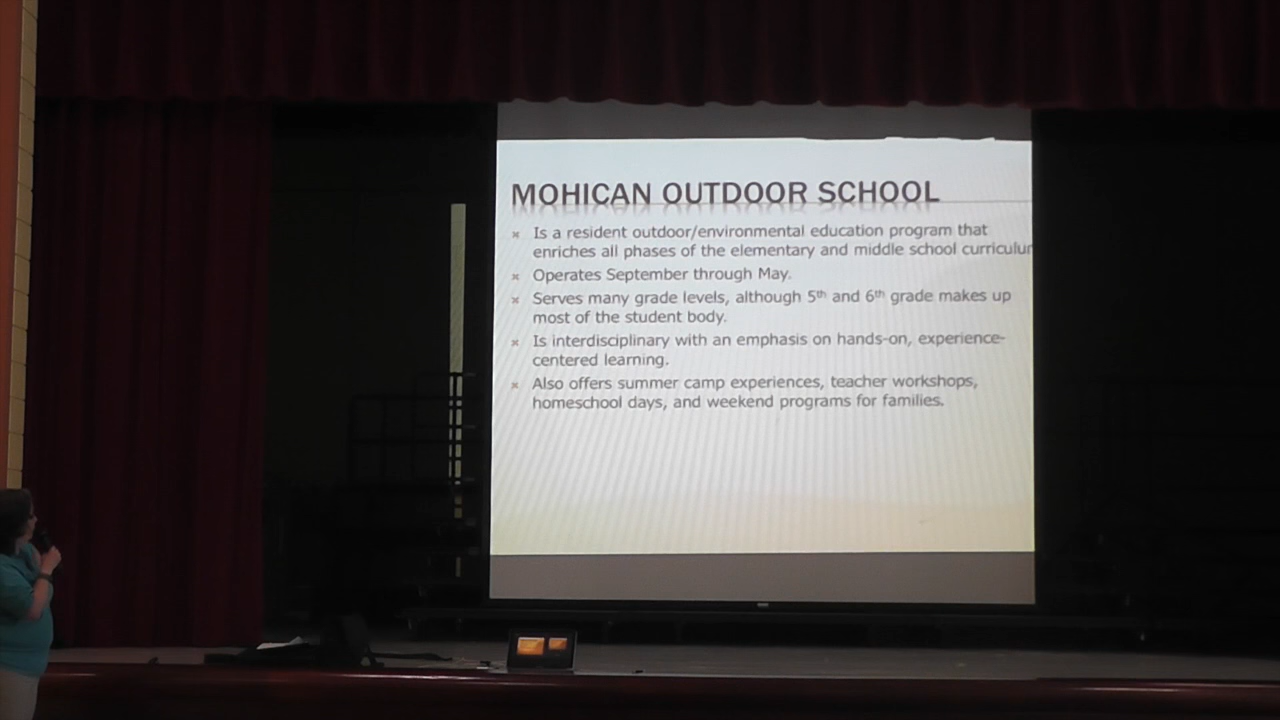 MOHICAN OUTDOOR SCHOOL
Is a resident outdoor/environmental education program that
enriches all phases of the elementary and middle school curriculum
Operates September through May.
Serves many grade levels, although 5th and 6th grade makes up
most of the student body.
Is interdisciplinary with an emphasis on hands-on, experience-
centered learning.
Also offers summer camp experiences, teacher workshops,
homeschool days, and weekend programs for families.